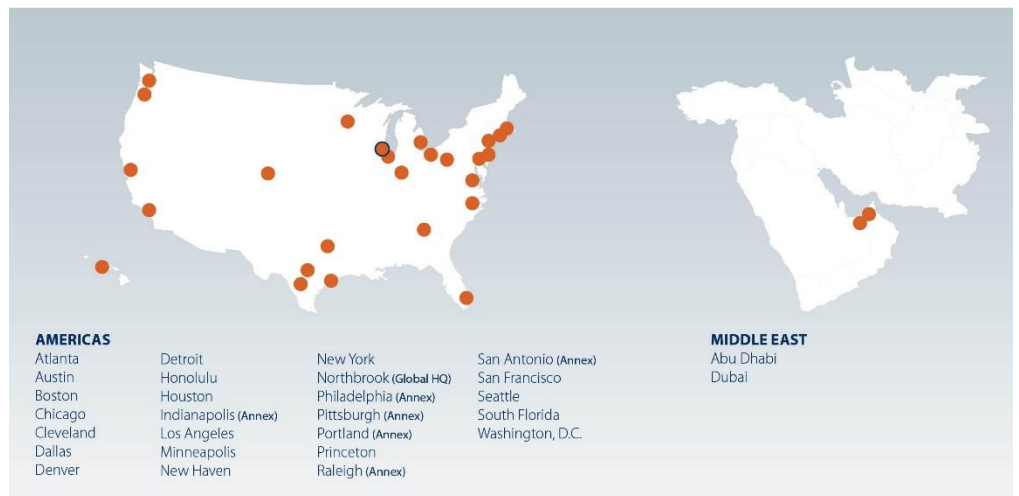 AMERICAS
Atlanta
Austin
Boston
Chicago
Cleveland
Dallas
Denver
Detroit
Honolulu
Houston
Indianapolis (Annex)
Los Angeles
Minneapolis
New Haven
New York
Northbrook (Global HQ)
Philadelphia (Annex)
Pittsburgh (Annex)
Portland (Annex)
Princeton
Raleigh (Annex)
San Antonio (Annex)
San Francisco
Seattle
South Florida
Washington, D.C.
MIDDLE EAST
Abu Dhabi
Dubai